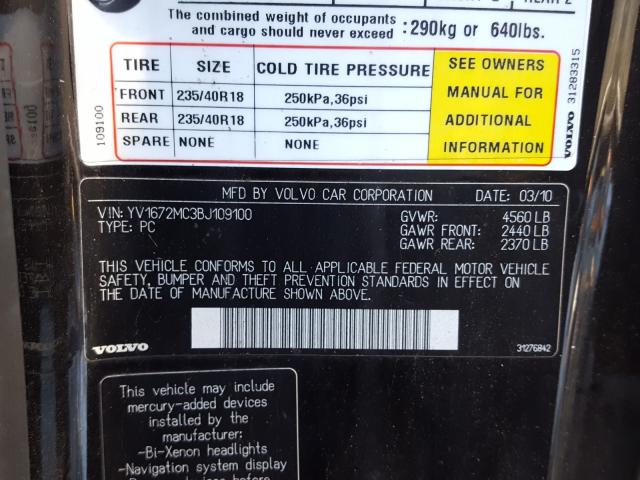 The combined weight of occupants
and cargo should never exceed : 290kg or 640lbs.
TIRE SIZE COLD TIRE PRESSURE SEE OWNERS
MANUAL FOR
ADDITIONAL
INFORMATION
FRONT 235/40R18 250kPa,36psi
REAR 235/40R18 250kPa,36psi
SPARE NONE NONE
109100
VOLVO 31283315
MFD BY VOLVO CAR CORPORATION DATE: 03/10
VIN: YV1672MC3BJ109100 GVWR: 4560 LB
TYPE: PC GAWR FRONT: 2440 LB
GAWR REAR: 2370 LB
THIS VEHICLE CONFORMS TO ALL APPLICABLE FEDERAL MOTOR VEHICLE
SAFETY, BUMPER AND THEFT PREVENTION STANDARDS IN EFFECT ON
THE DATE OF MANUFACTURE SHOWN ABOVE.
VOLVO 31276842
This vehicle may include
mercury-added devices
installed by the
manufacturer:
-Bi-Xenon headlights
-Navigation system display